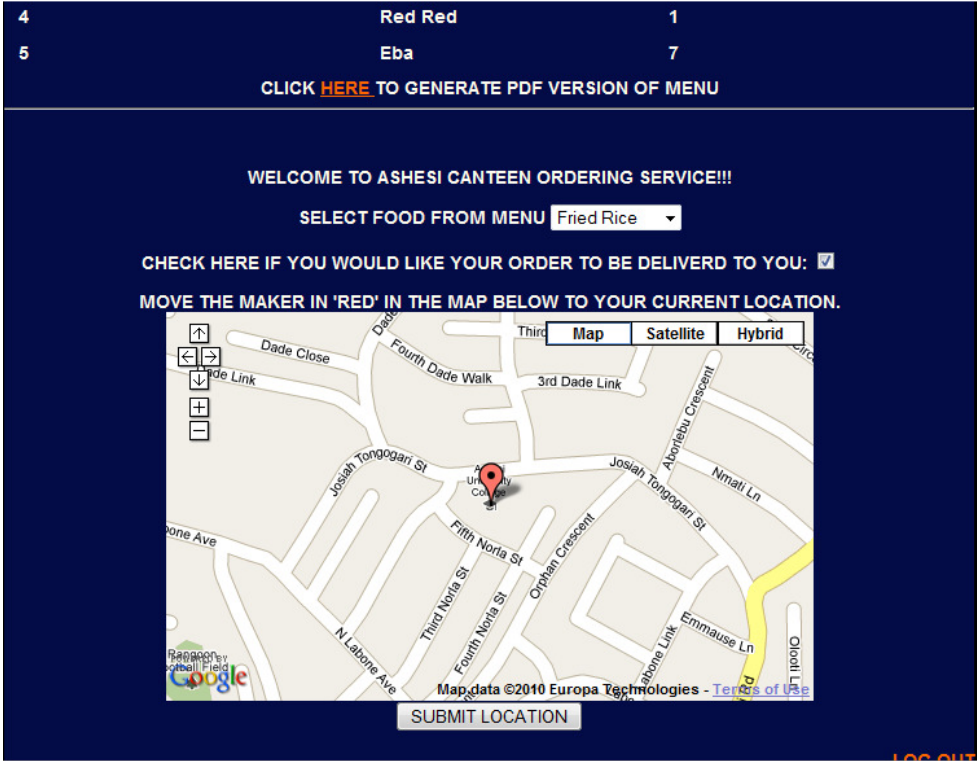 4 Red Red 1
5 Eba 7
CLICK HERE TO GENERATE PDF VERSION OF MENU
WELCOME TO ASHESI CANTEEN ORDERING SERVICE!!!
SELECT FOOD FROM MENU Fried Rice
CHECK HERE IF YOU WOULD LIKE YOUR ORDER TO BE DELIVERD TO YOU:
MOVE THE MAKER IN 'RED' IN THE MAP BELOW TO YOUR CURRENT LOCATION.
Third
Map Satellite Hybrid
Dade Close
Fourth Dade Walk
3rd Dade Link
Aborlebu Crescent
Josiah Tongogari St
Josiah Tongogari St
Nmati Ln
Fifth Norla St
Orphan Crescent
Third Norla St
Fourth Norla St
N Labone Ave
Emmause Ln
Olooti Ln
POWERED BY
Google
Map data ©2010 Europa Technologies - Terms of Use
SUBMIT LOCATION
LOG OUT